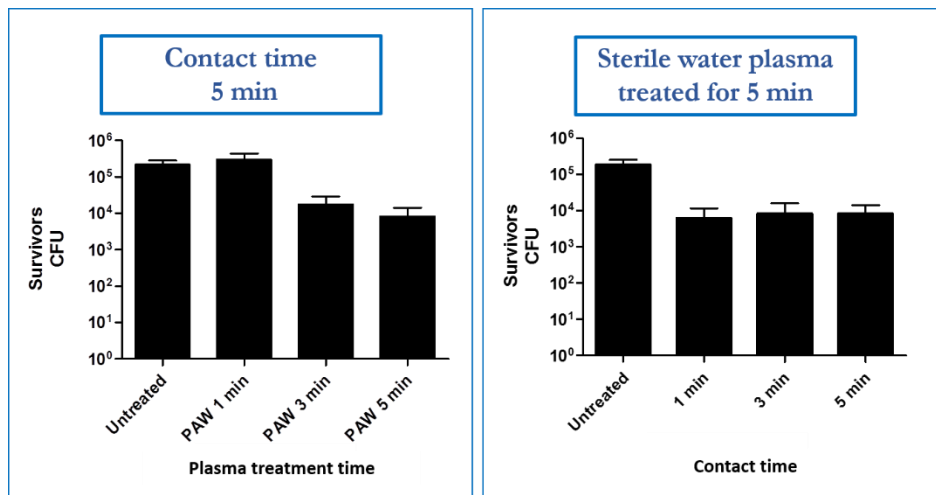 Contact time
5 min
10⁶
10⁵
10⁴
10³
10²
10¹
10⁰
Survivors
CFU
Untreated
PAW 1 min
PAW 3 min
PAW 5 min
Plasma treatment time
Sterile water plasma
treated for 5 min
10⁶
10⁵
10⁴
10³
10²
10¹
10⁰
Survivors
CFU
Untreated
1 min
3 min
5 min
Contact time